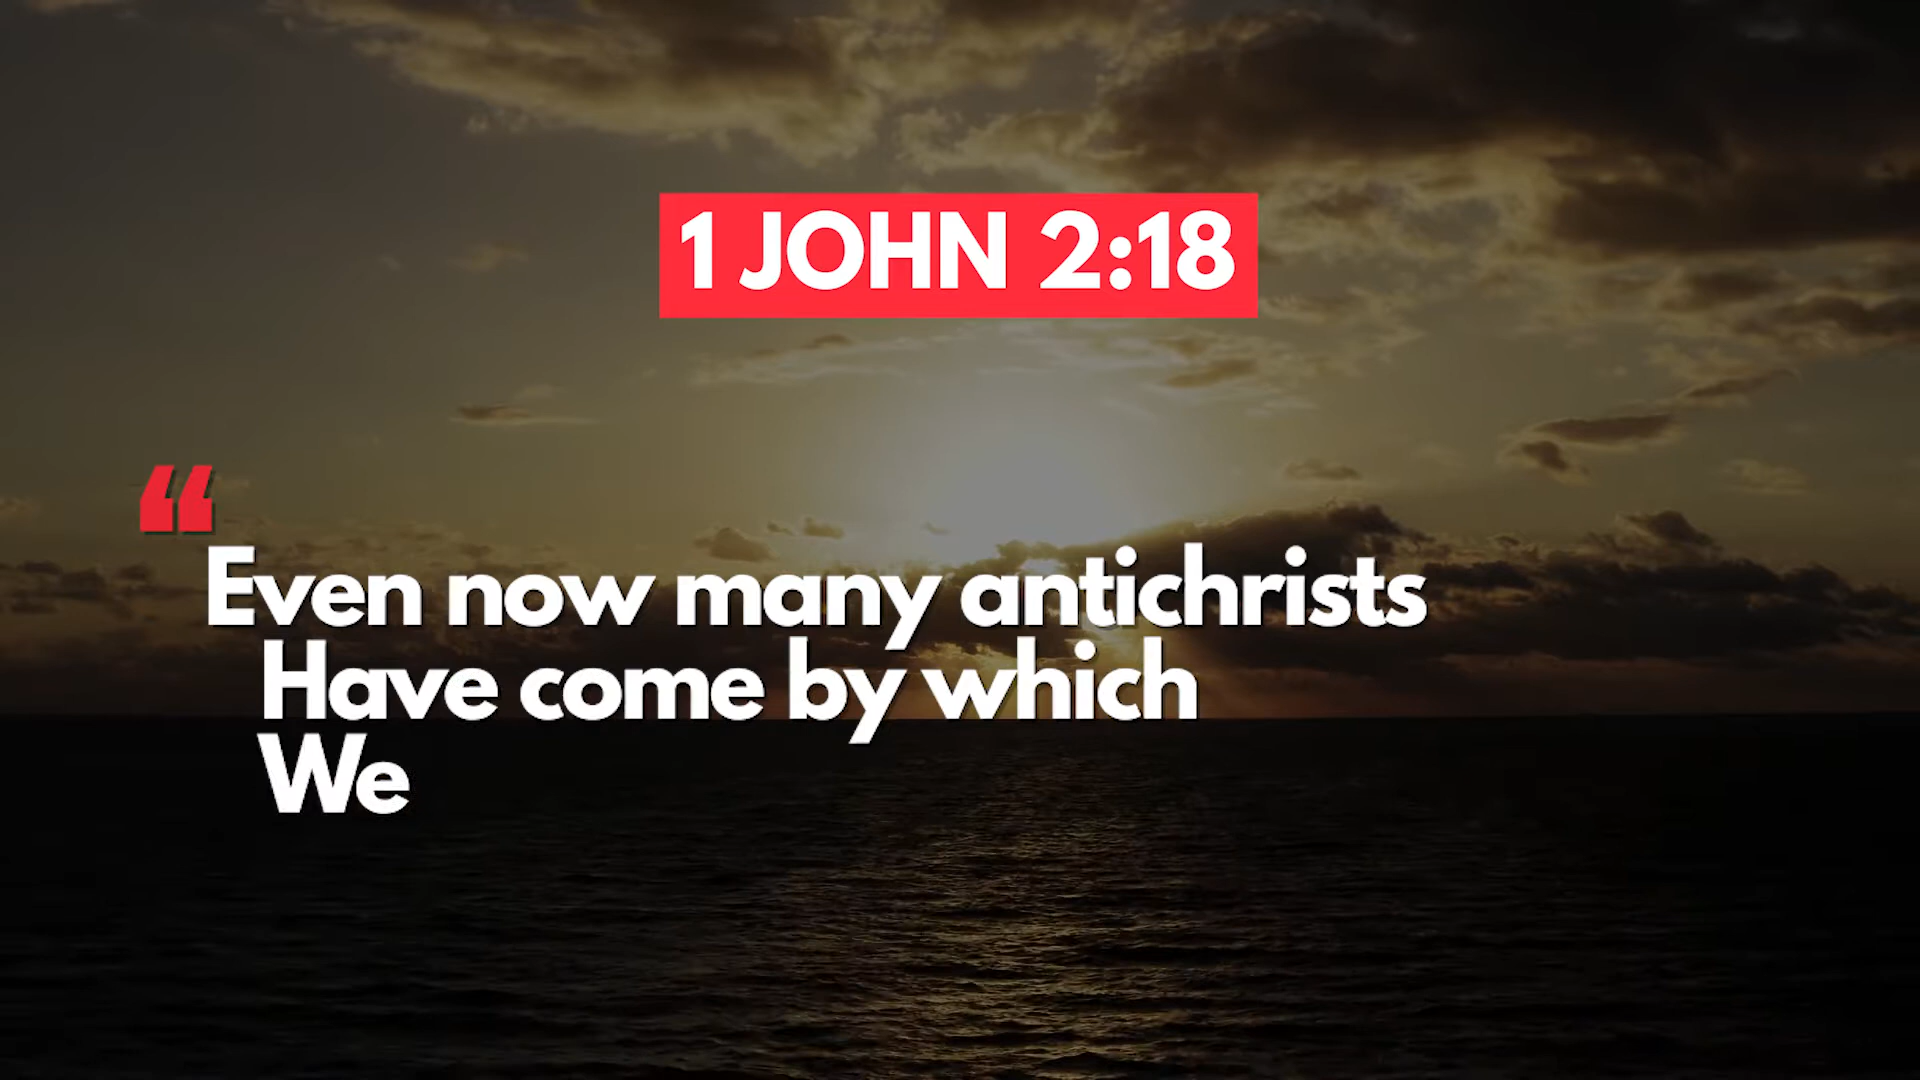 1 JOHN 2:18
“
Even now many antichrists
Have come by which
We